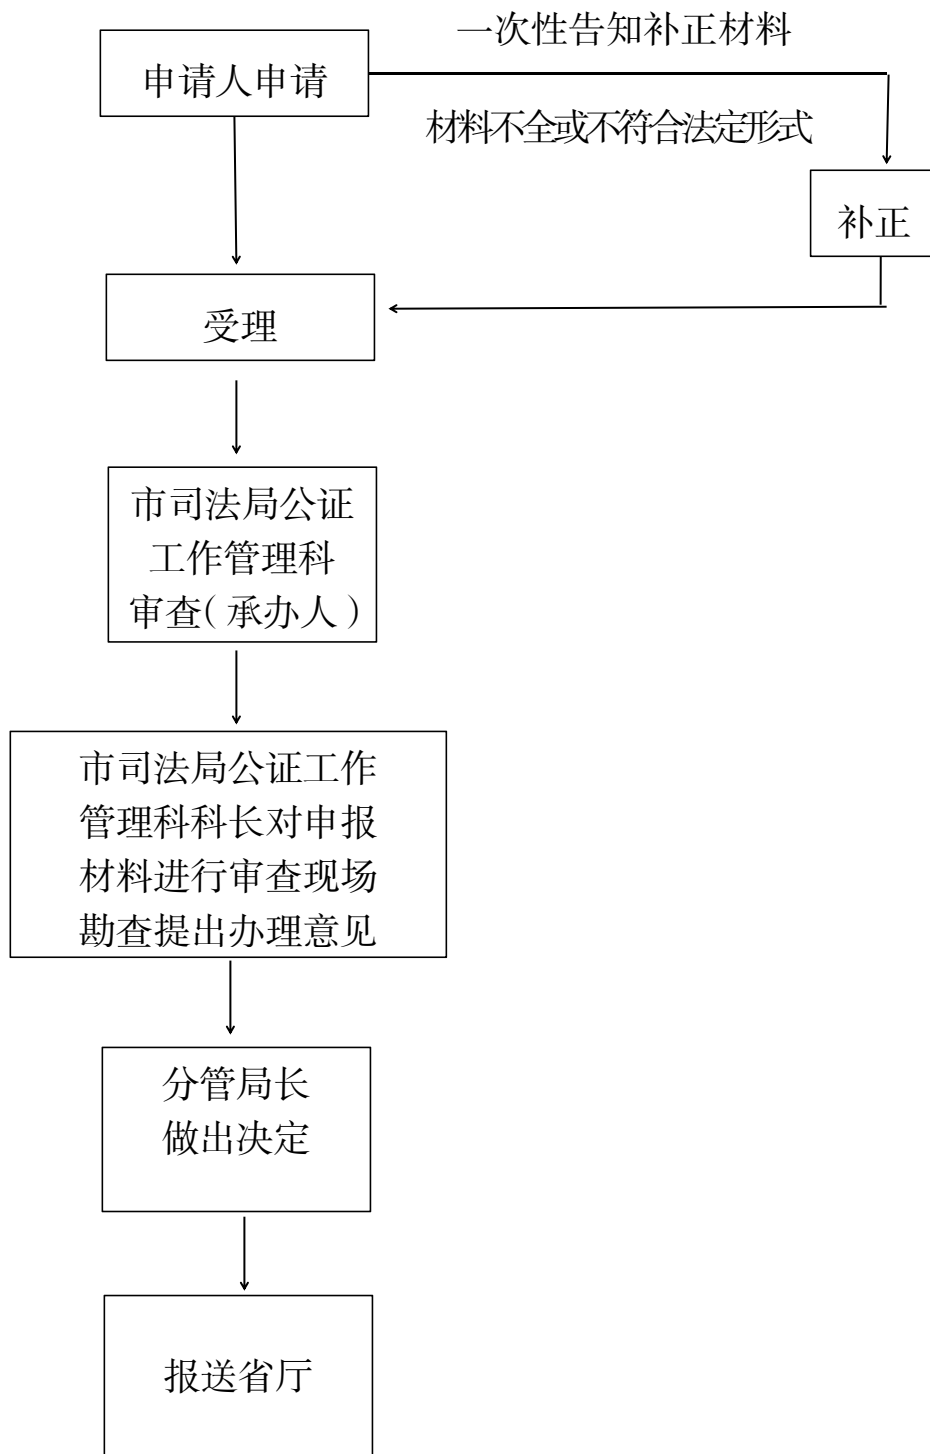 一次性告知补正材料
申请人申请
材料不全或不符合法定形式
补正
受理
市司法局公证
工作管理科
审查(承办人)
市司法局公证工作
管理科科长对申报
材料进行审查现场
勘查提出办理意见
分管局长
做出决定
报送省厅